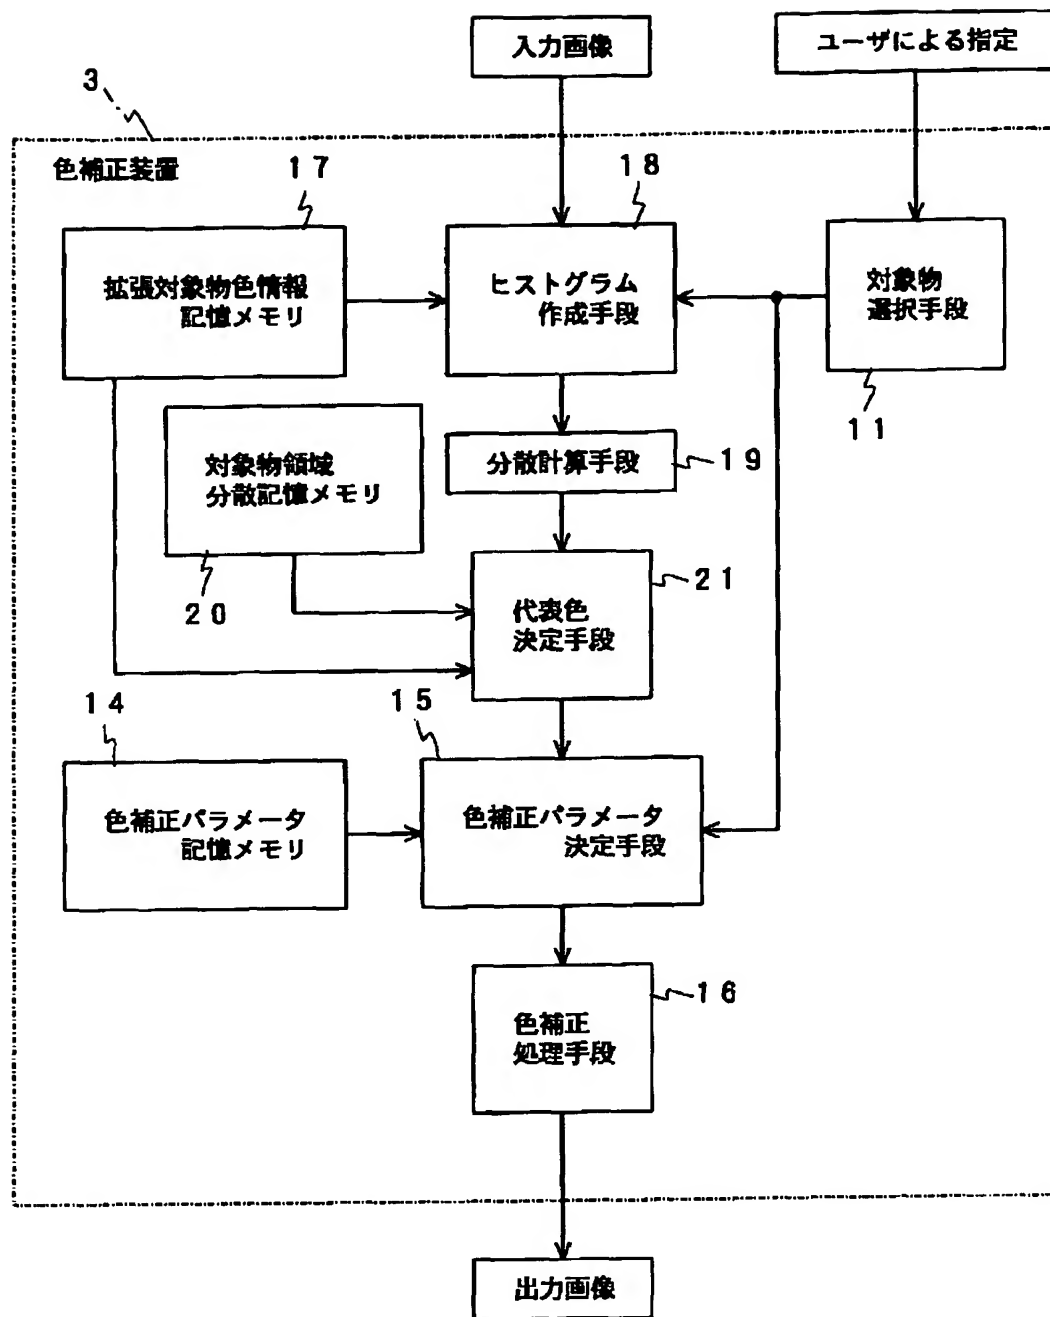 入力画像
ユーザによる指定
3
色補正装置
17
18
拡張対象物色情報
記憶メモリ
ヒストグラム
作成手段
対象物
選択手段
11
対象物領域
分散記憶メモリ
分散計算手段
19
20
21
代表色
決定手段
14
15
色補正パラメータ
記憶メモリ
色補正パラメータ
決定手段
16
色補正
処理手段
出力画像